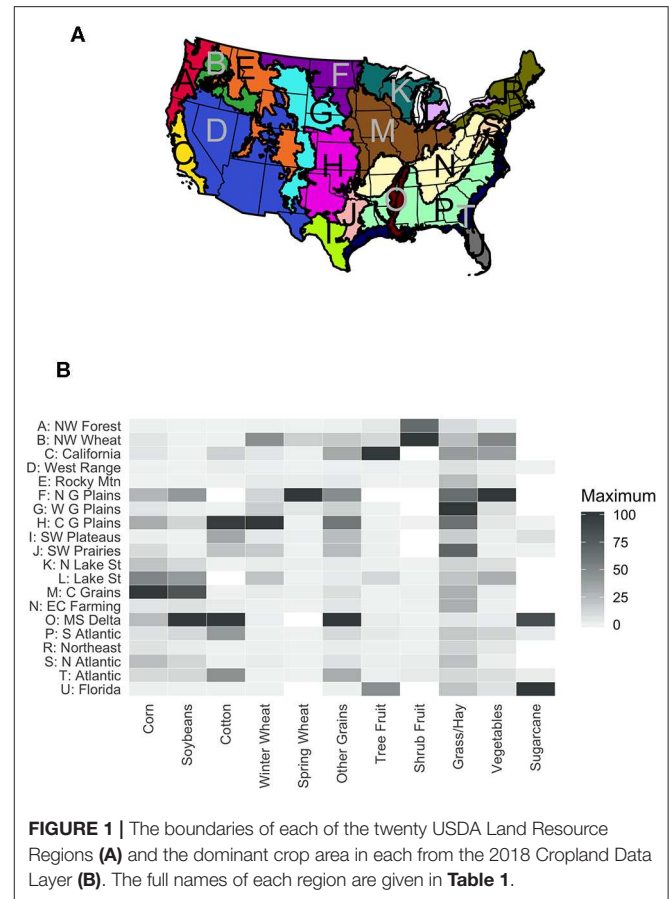 A
A
B
E
F
K
R
G
D
M
C
H
N
O
J
P
T
I
U
B
A: NW Forest
B: NW Wheat
C: California
D: West Range
E: Rocky Mtn
F: N G Plains
G: W G Plains
H: C G Plains
I: SW Plateaus
J: SW Prairies
K: N Lake St
L: Lake St
M: C Grains
N: EC Farming
O: MS Delta
P: S Atlantic
R: Northeast
S: N Atlantic
T: Atlantic
U: Florida
Maximum
100
75
50
25
0
Corn
Soybeans
Cotton
Winter Wheat
Spring Wheat
Other Grains
Tree Fruit
Shrub Fruit
Grass/Hay
Vegetables
Sugarcane
FIGURE 1 | The boundaries of each of the twenty USDA Land Resource
Regions (A) and the dominant crop area in each from the 2018 Cropland Data
Layer (B). The full names of each region are given in Table 1.